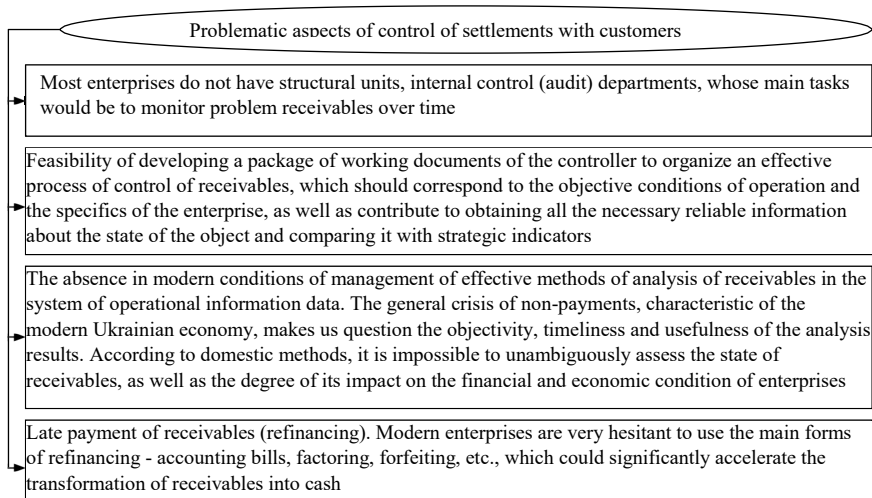 Problematic aspects of control of settlements with customers
Most enterprises do not have structural units, internal control (audit) departments, whose main tasks
would be to monitor problem receivables over time
Feasibility of developing a package of working documents of the controller to organize an effective
process of control of receivables, which should correspond to the objective conditions of operation and
the specifics of the enterprise, as well as contribute to obtaining all the necessary reliable information
about the state of the object and comparing it with strategic indicators
The absence in modern conditions of management of effective methods of analysis of receivables in the
system of operational information data. The general crisis of non-payments, characteristic of the
modern Ukrainian economy, makes us question the objectivity, timeliness and usefulness of the analysis
results. According to domestic methods, it is impossible to unambiguously assess the state of
receivables, as well as the degree of its impact on the financial and economic condition of enterprises
Late payment of receivables (refinancing). Modern enterprises are very hesitant to use the main forms
of refinancing - accounting bills, factoring, forfeiting, etc., which could significantly accelerate the
transformation of receivables into cash